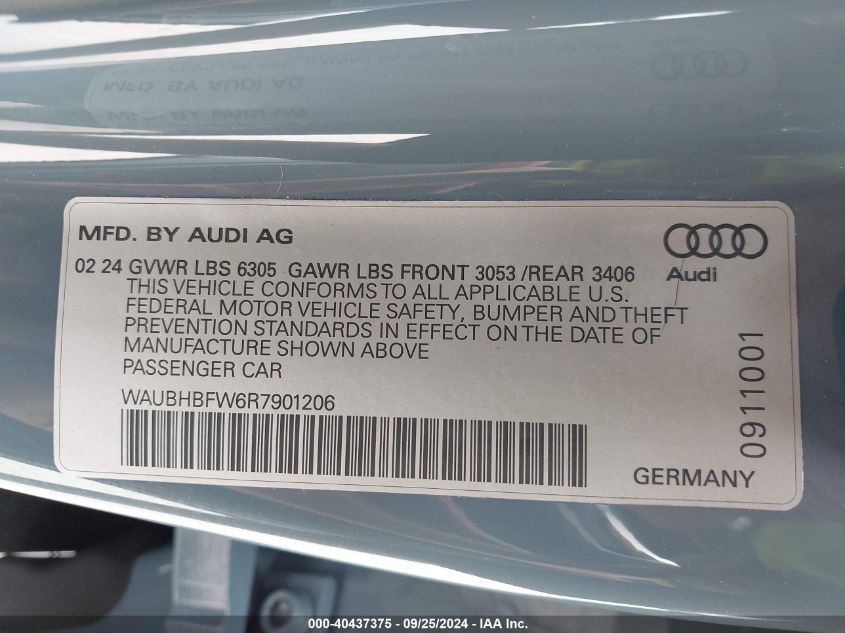 MFD. BY AUDI AG
Audi
02 24 GVWR LBS 6305 GAWR LBS FRONT 3053 /REAR 3406
THIS VEHICLE CONFORMS TO ALL APPLICABLE U.S.
FEDERAL MOTOR VEHICLE SAFETY, BUMPER AND THEFT
PREVENTION STANDARDS IN EFFECT ON THE DATE OF
MANUFACTURE SHOWN ABOVE
PASSENGER CAR
WAUBHBFW6R7901206
0911001
GERMANY
000-40437375 - 09/25/2024 - IAA Inc.